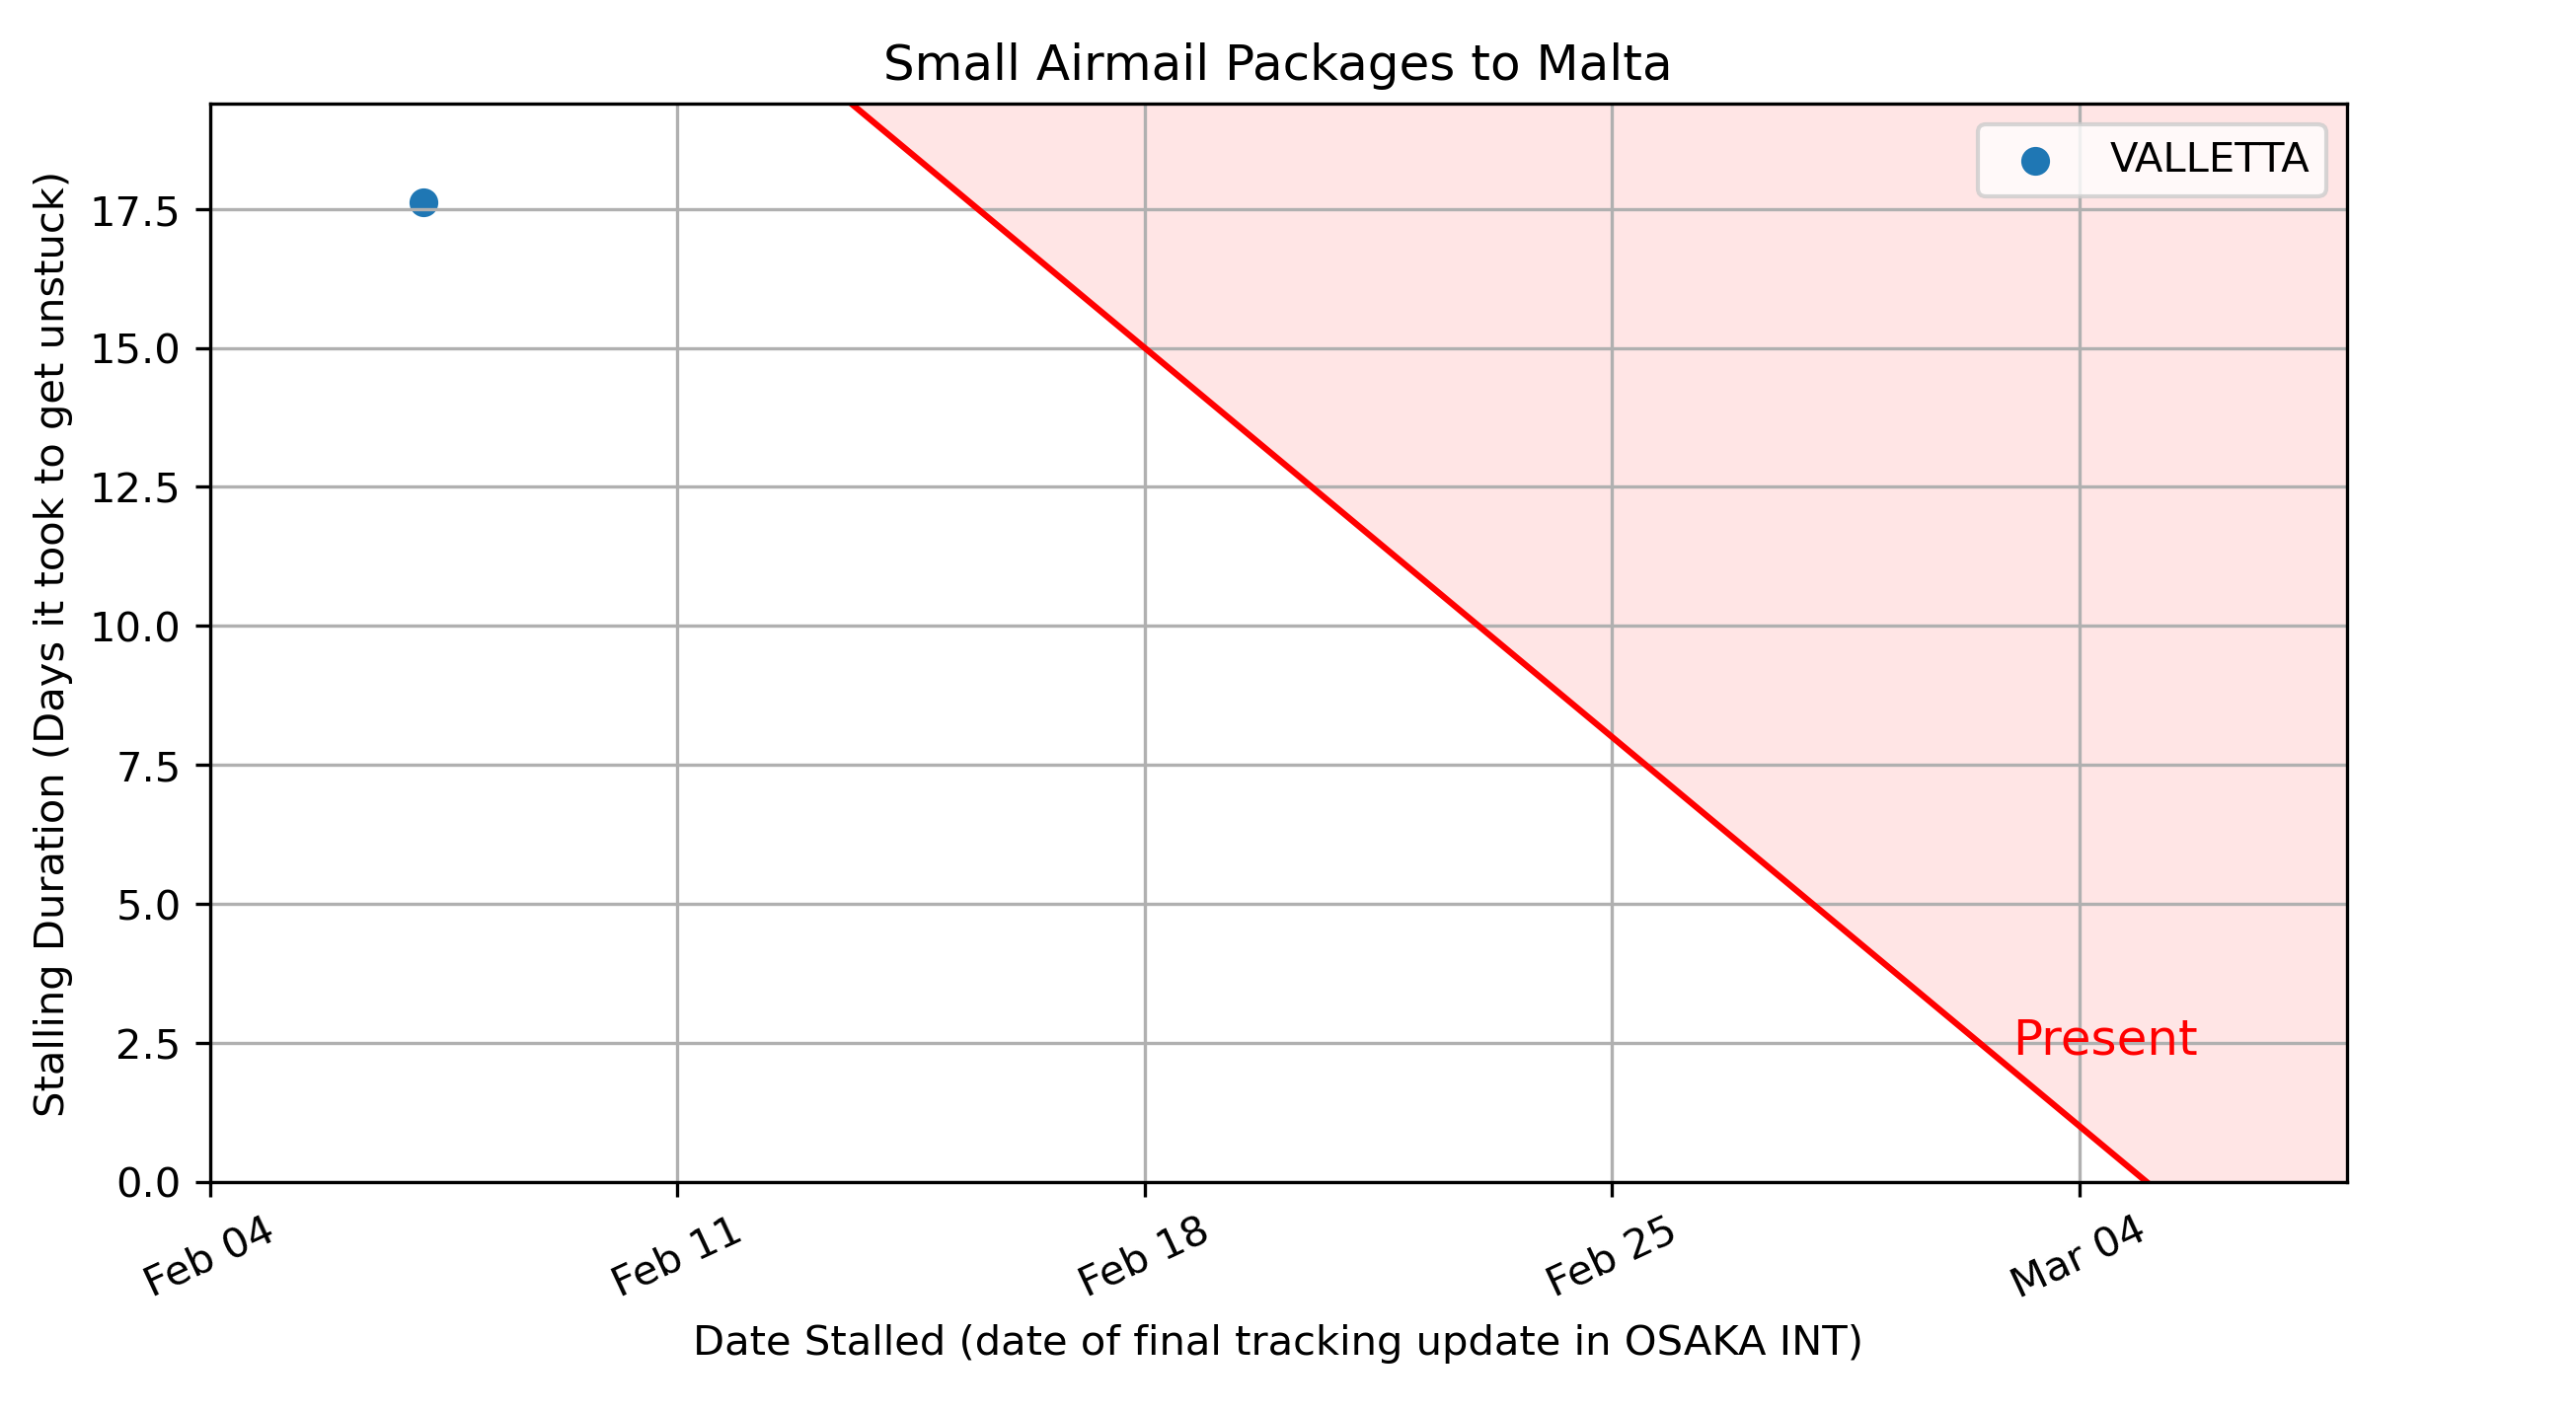 Small Airmail Packages to Malta
VALLETTA
Stalling Duration (Days it took to get unstuck)
17.5
15.0
12.5
10.0
7.5
5.0
2.5
0.0
Present
Feb 04
Feb 11
Feb 18
Feb 25
Mar 04
Date Stalled (date of final tracking update in OSAKA INT)